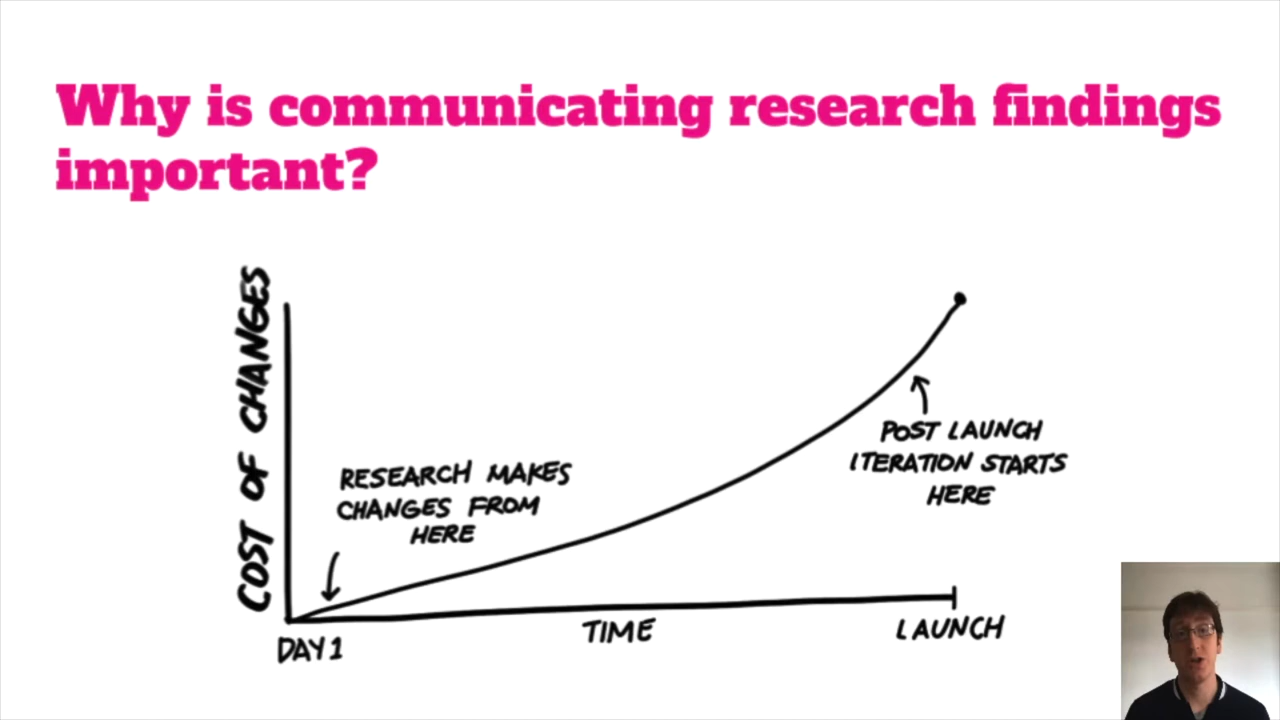 Why is communicating research findings
important?
COST OF CHANGES
RESEARCH MAKES
CHANGES FROM
HERE
POST LAUNCH
ITERATION STARTS
HERE
DAY 1
TIME
LAUNCH